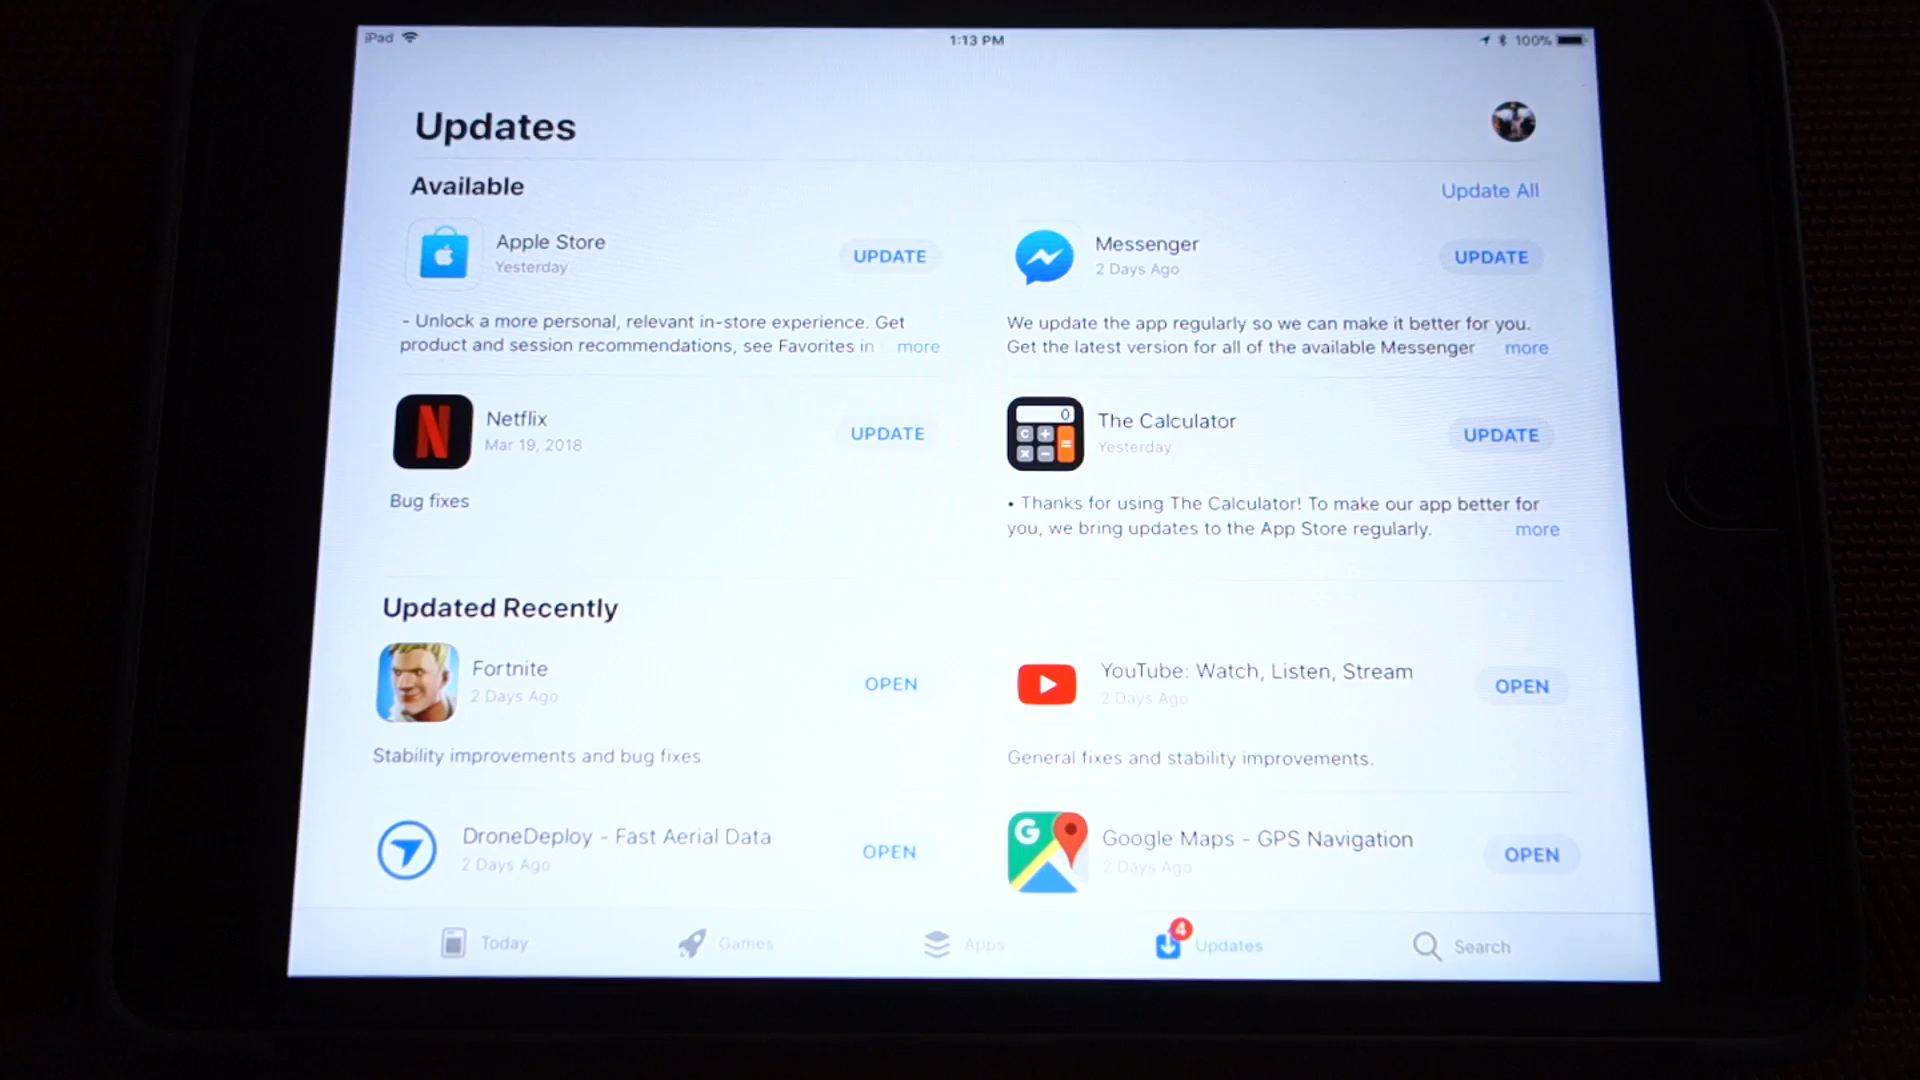 iPad
1:13 PM
100%
Updates
Available
Update All
Apple Store
Yesterday
UPDATE
- Unlock a more personal, relevant in-store experience. Get
product and session recommendations, see Favorites in more
Messenger
2 Days Ago
UPDATE
We update the app regularly so we can make it better for you.
Get the latest version for all of the available Messenger more
N
Netflix
Mar 19, 2018
UPDATE
Bug fixes
0
C + =
× −
The Calculator
Yesterday
UPDATE
• Thanks for using The Calculator! To make our app better for
you, we bring updates to the App Store regularly. more
Updated Recently
Fortnite
2 Days Ago
OPEN
Stability improvements and bug fixes
YouTube: Watch, Listen, Stream
2 Days Ago
OPEN
General fixes and stability improvements.
DroneDeploy - Fast Aerial Data
2 Days Ago
OPEN
G
Google Maps - GPS Navigation
2 Days Ago
OPEN
Today
Games
Apps
4
Updates
Search